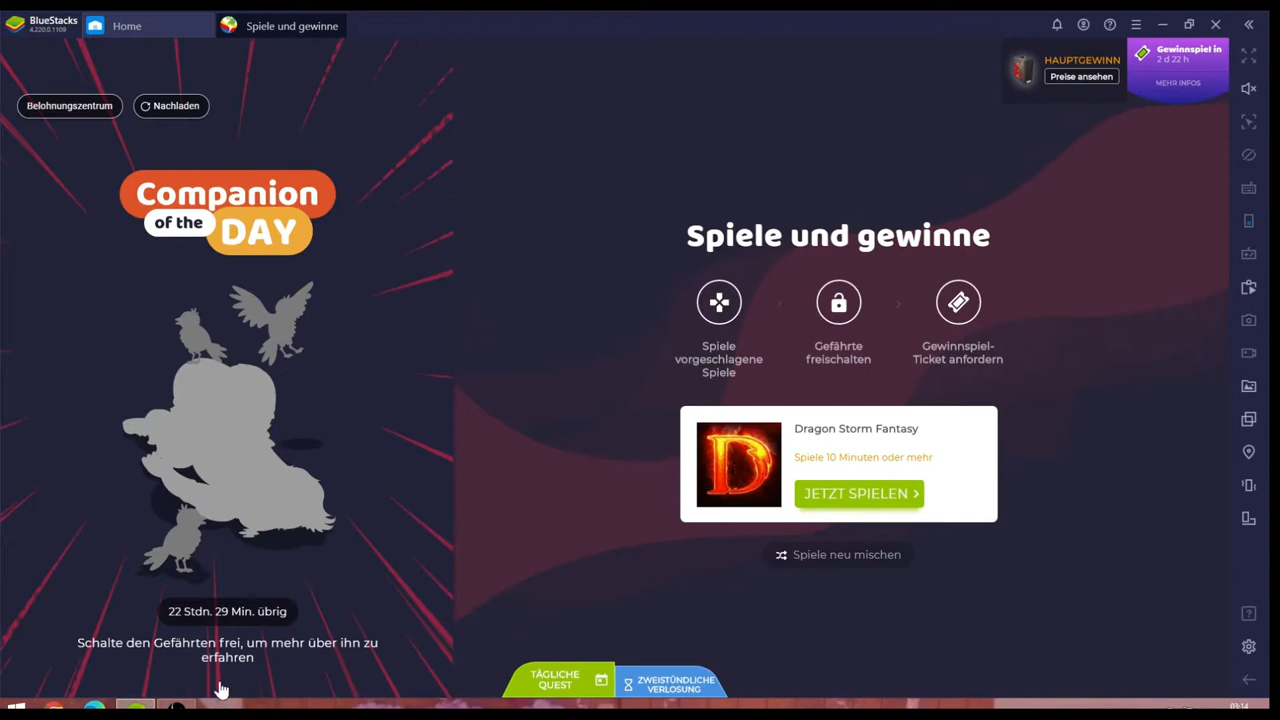 BlueStacks
4.220.0.1109
Home
Spiele und gewinne
HAUPTGEWINN
Preise ansehen
Gewinnspiel in
2 d 22 h
MEHR INFOS
Belohnungszentrum
Nachladen
Companion
of the
DAY
Spiele und gewinne
Spiele
vorgeschlagene
Spiele
Gefährte
freischalten
Gewinnspiel-
Ticket anfordern
D
Dragon Storm Fantasy
Spiele 10 Minuten oder mehr
JETZT SPIELEN
Spiele neu mischen
22 Stdn. 29 Min. übrig
Schalte den Gefährten frei, um mehr über ihn zu
erfahren
TÄGLICHE
QUEST
ZWEISTÜNDLICHE
VERLOSUNG
03:14